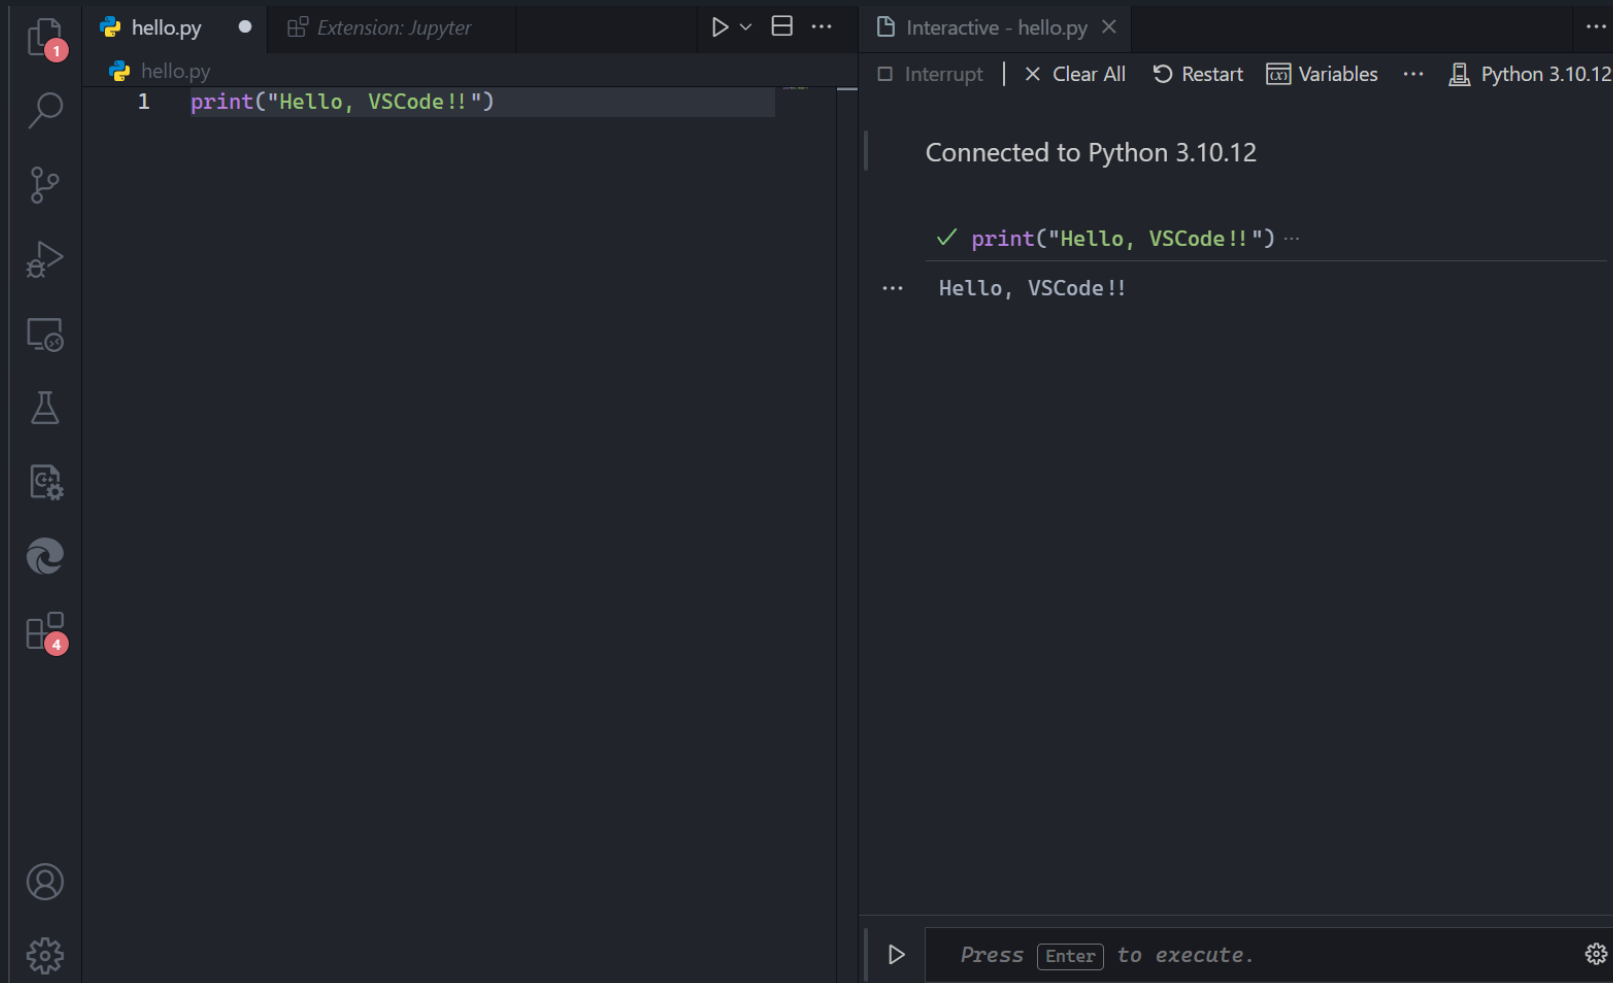 hello.py
Extension: Jupyter
Interactive - hello.py
hello.py
Interrupt
Clear All
Restart
Variables
Python 3.10.12
1
1 print("Hello, VSCode!!")
Connected to Python 3.10.12
print("Hello, VSCode!!") ...
Hello, VSCode!!
4
Press Enter to execute.